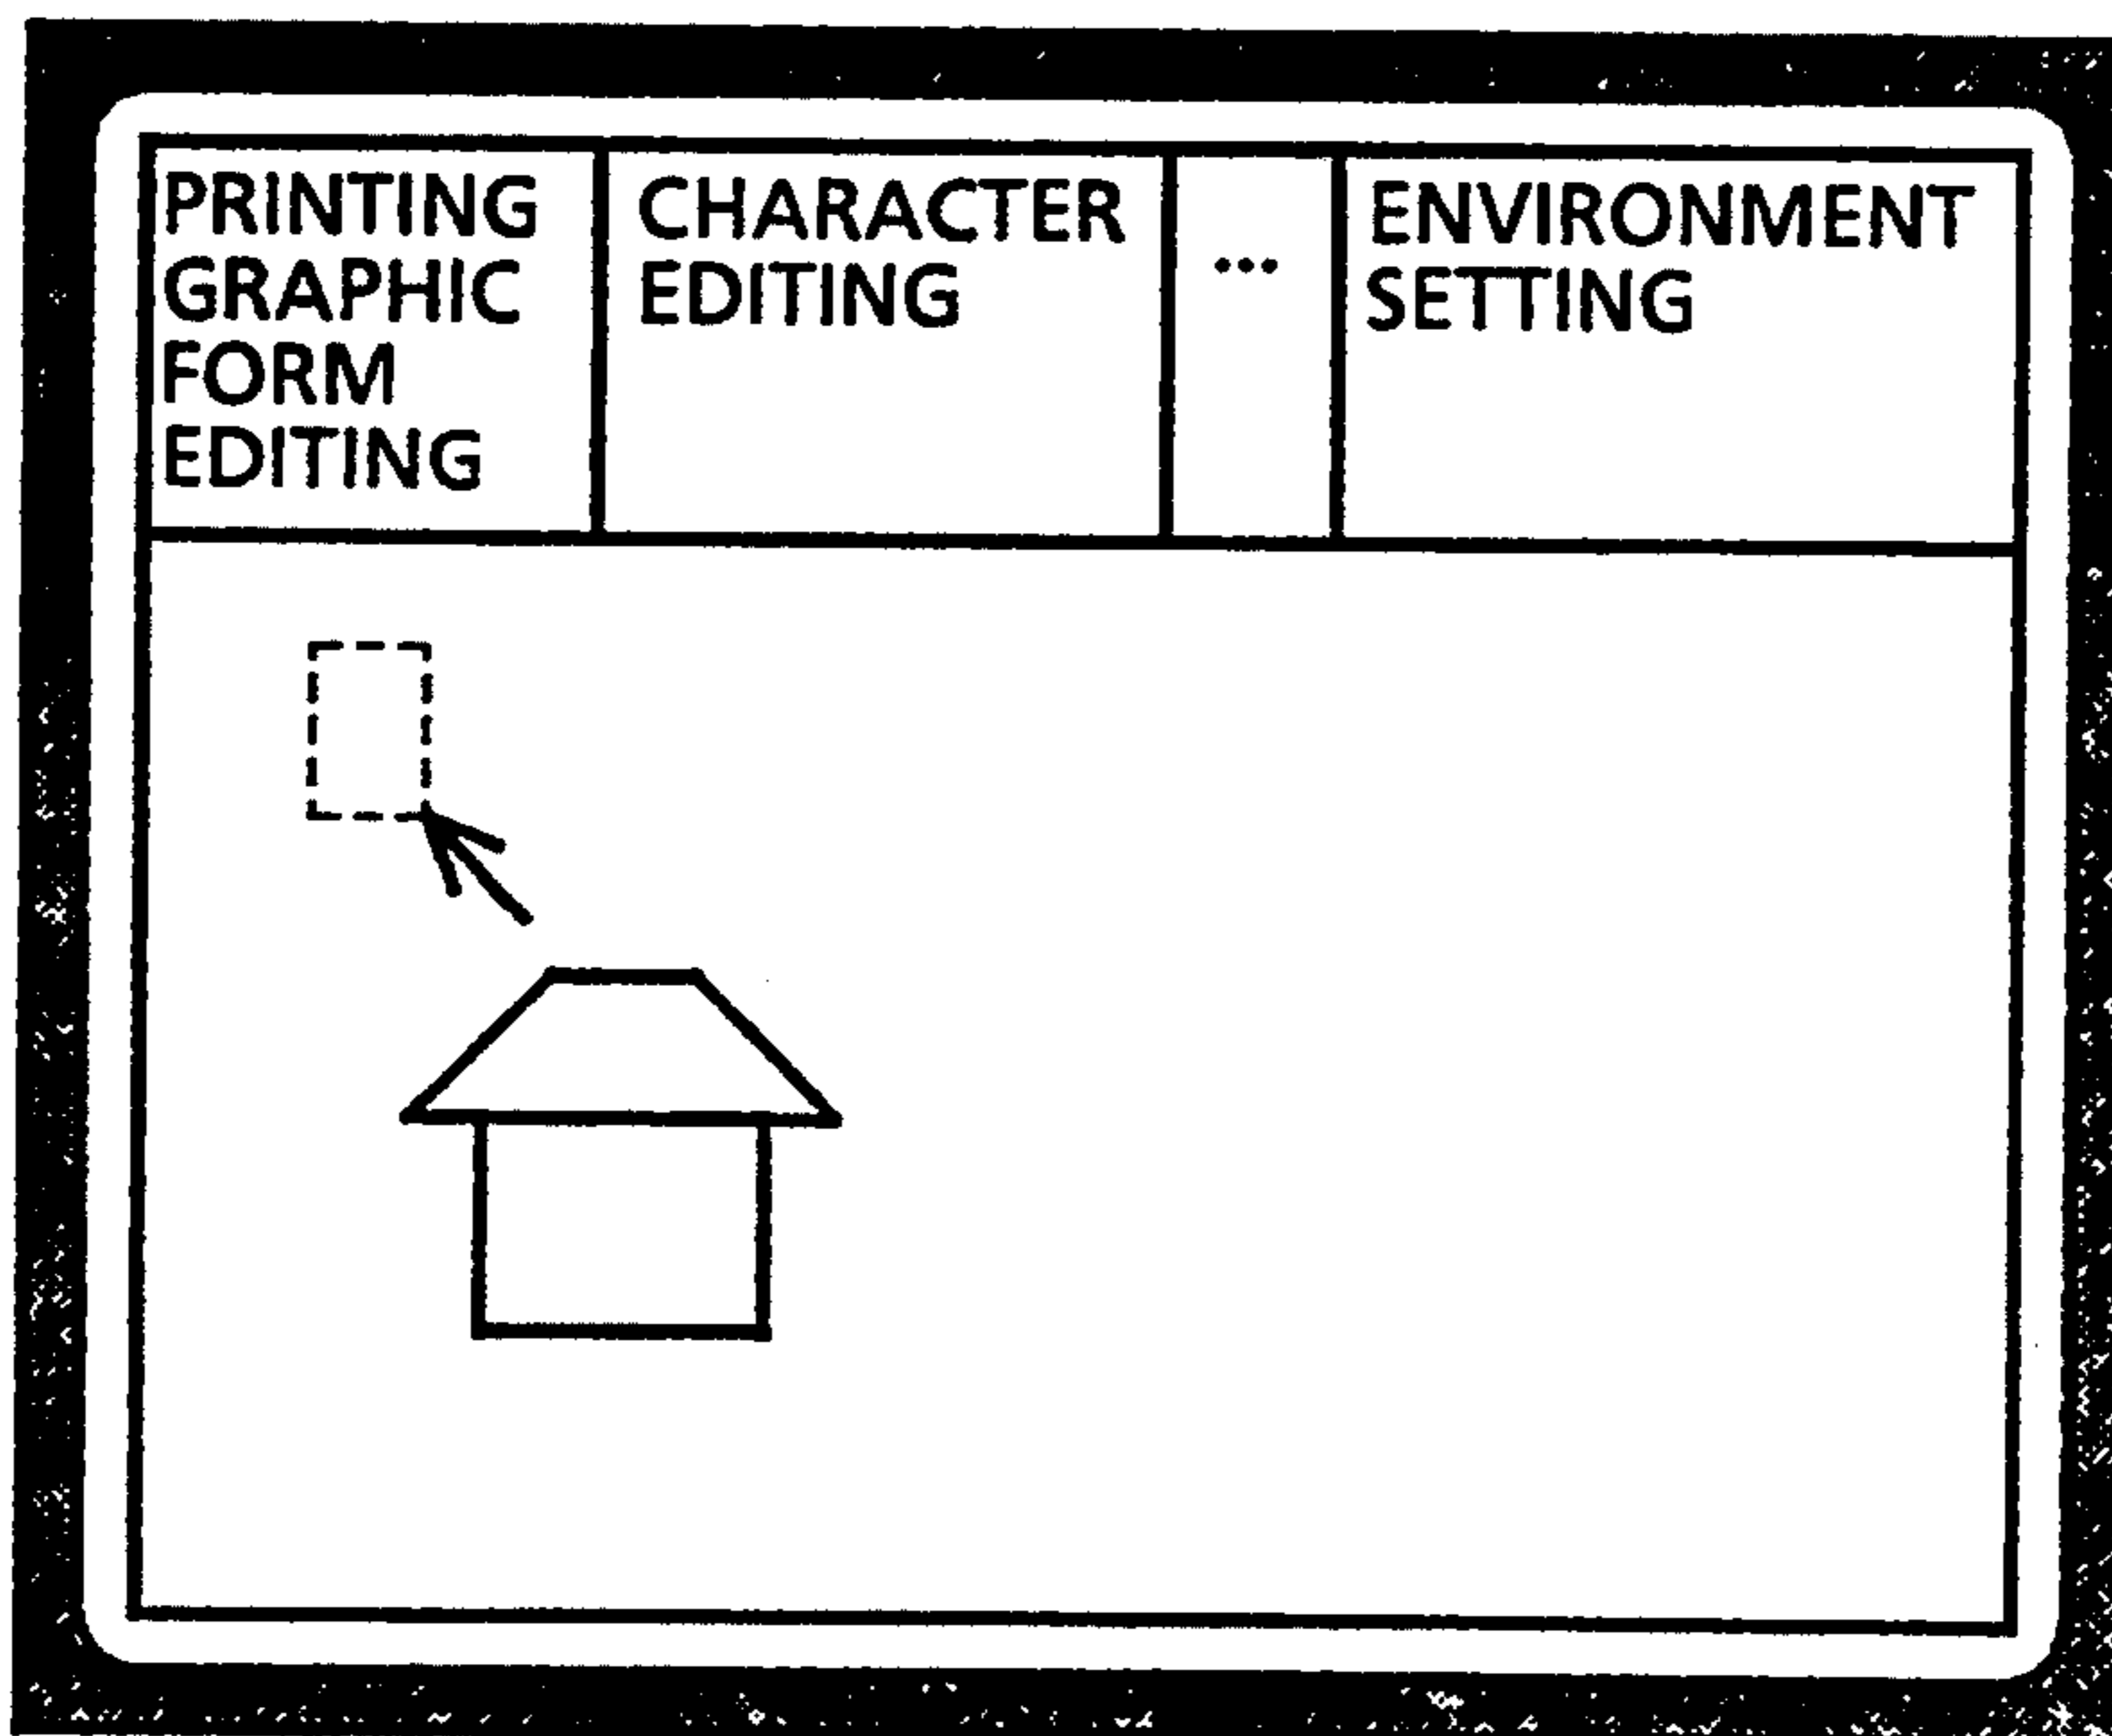 PRINTING
GRAPHIC
FORM
EDITING
CHARACTER
EDITING
...
ENVIRONMENT
SETTING